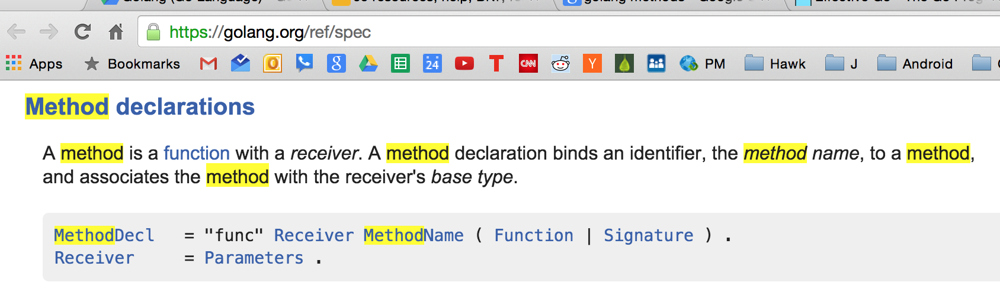 https://golang.org/ref/spec
Apps Bookmarks 24 T CNN Y PM Hawk J Android
Method declarations
A method is a function with a receiver. A method declaration binds an identifier, the method name, to a method,
and associates the method with the receiver's base type.
MethodDecl = "func" Receiver MethodName ( Function | Signature ) .
Receiver = Parameters .